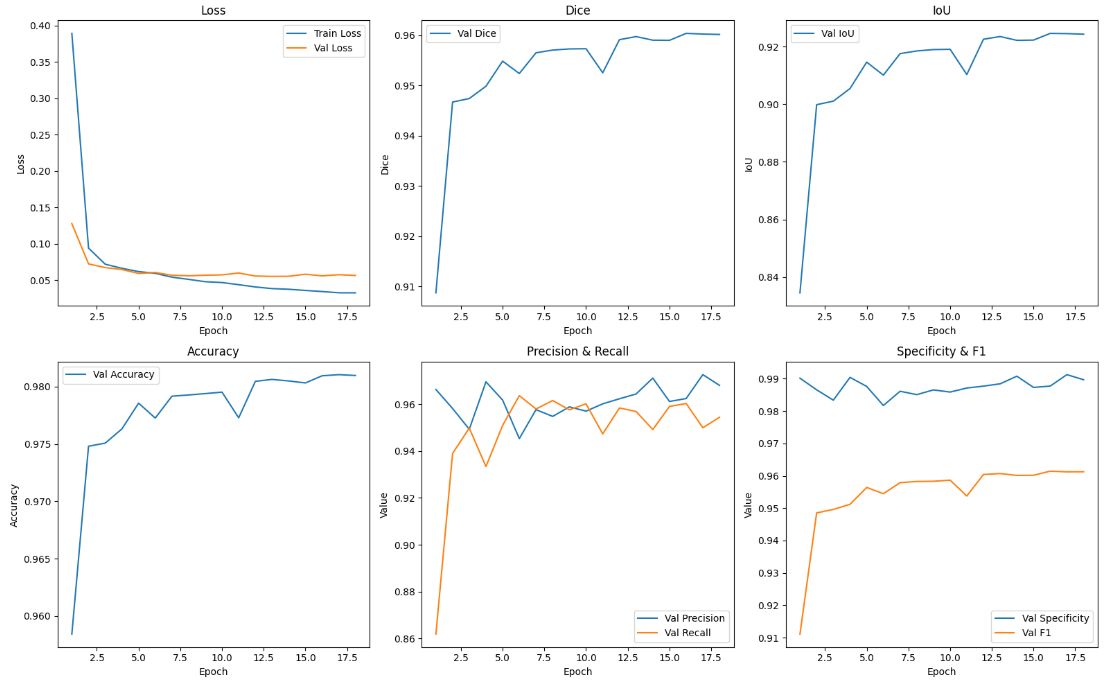 Loss
0.40
0.35
0.30
0.25
0.20
0.15
0.10
0.05
Loss
Train Loss
Val Loss
2.5 5.0 7.5 10.0 12.5 15.0 17.5
Epoch
Dice
0.96
0.95
0.94
0.93
0.92
0.91
Dice
Val Dice
2.5 5.0 7.5 10.0 12.5 15.0 17.5
Epoch
IoU
0.92
0.90
0.88
0.86
0.84
IoU
Val IoU
2.5 5.0 7.5 10.0 12.5 15.0 17.5
Epoch
Accuracy
0.980
0.975
0.970
0.965
0.960
Accuracy
Val Accuracy
2.5 5.0 7.5 10.0 12.5 15.0 17.5
Epoch
Precision & Recall
0.96
0.94
0.92
0.90
0.88
0.86
Value
Val Precision
Val Recall
2.5 5.0 7.5 10.0 12.5 15.0 17.5
Epoch
Specificity & F1
0.99
0.98
0.97
0.96
0.95
0.94
0.93
0.92
0.91
Value
Val Specificity
Val F1
2.5 5.0 7.5 10.0 12.5 15.0 17.5
Epoch